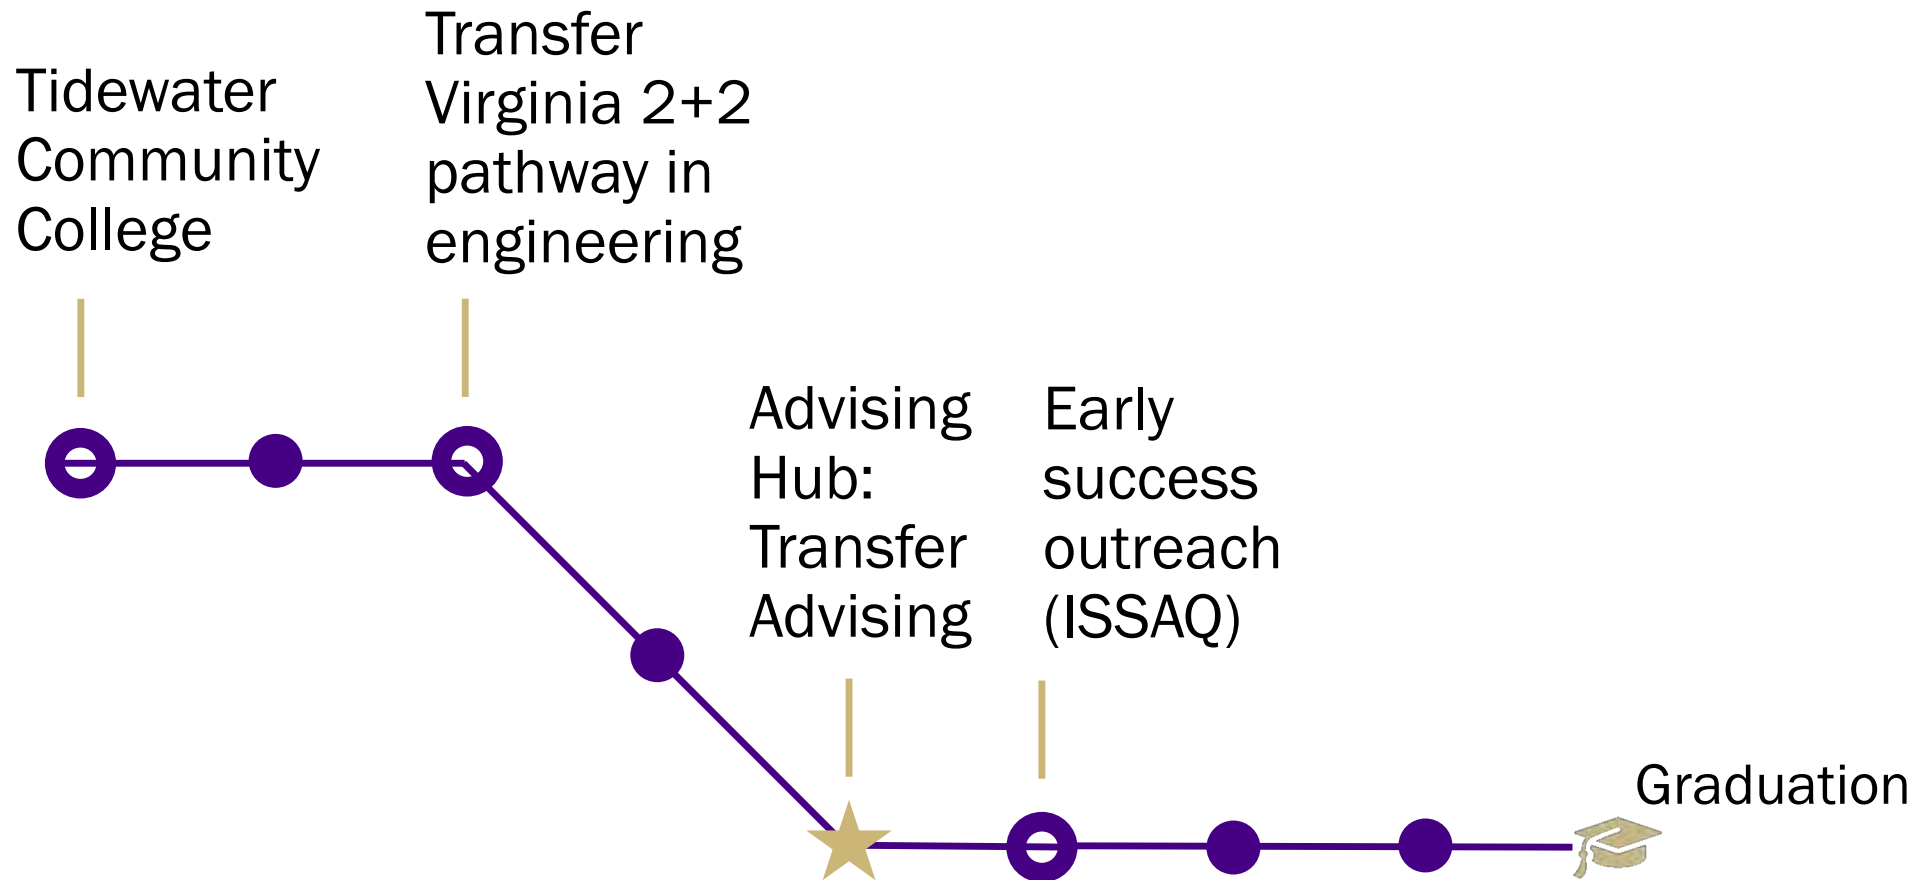 Tidewater
Community
College
Transfer
Virginia 2+2
pathway in
engineering
Advising
Hub:
Transfer
Advising
Early
success
outreach
(ISSAQ)
Graduation